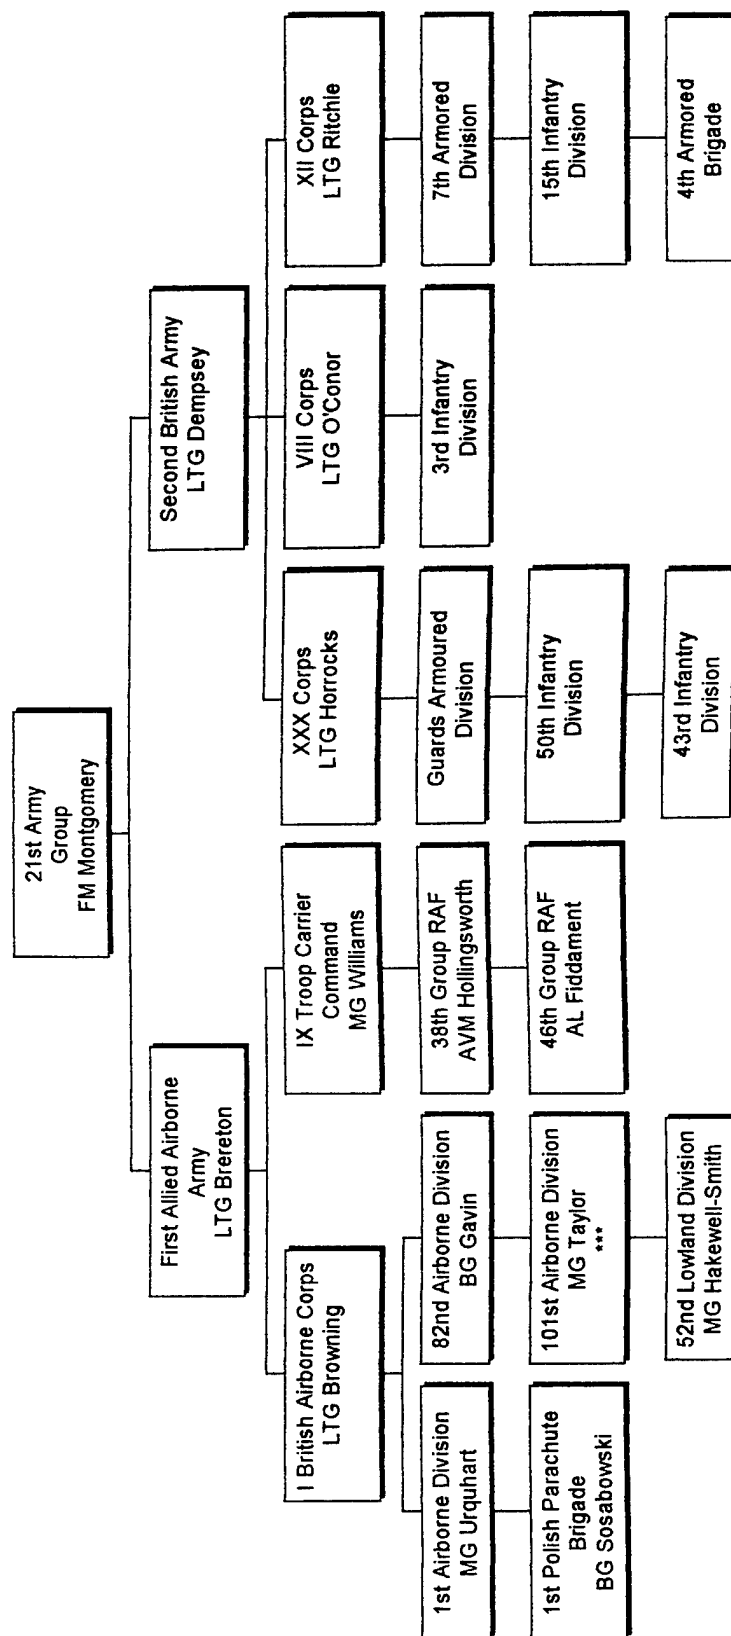 21st Army
Group
FM Montgomery
First Allied Airborne
Army
LTG Brereton
Second British Army
LTG Dempsey
I British Airborne Corps
LTG Browning
IX Troop Carrier
Command
MG Williams
XXX Corps
LTG Horrocks
VIII Corps
LTG O'Conor
XII Corps
LTG Ritchie
1st Airborne Division
MG Urquhart
82nd Airborne Division
BG Gavin
38th Group RAF
AVM Hollingsworth
Guards Armoured
Division
3rd Infantry
Division
7th Armored
Division
1st Polish Parachute
Brigade
BG Sosabowski
101st Airborne Division
MG Taylor
***
46th Group RAF
AL Fiddament
50th Infantry
Division
15th Infantry
Division
52nd Lowland Division
MG Hakewell-Smith
43rd Infantry
Division
4th Armored
Brigade